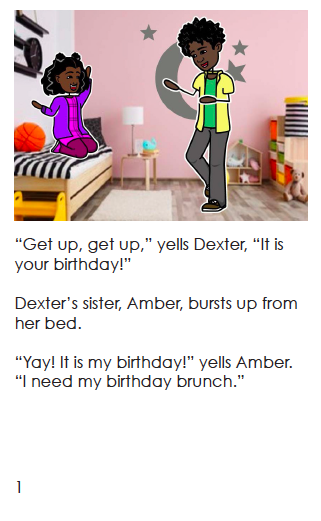 “Get up, get up,” yells Dexter, “It is
your birthday!”
Dexter’s sister, Amber, bursts up from
her bed.
“Yay! It is my birthday!” yells Amber.
“I need my birthday brunch.”
1